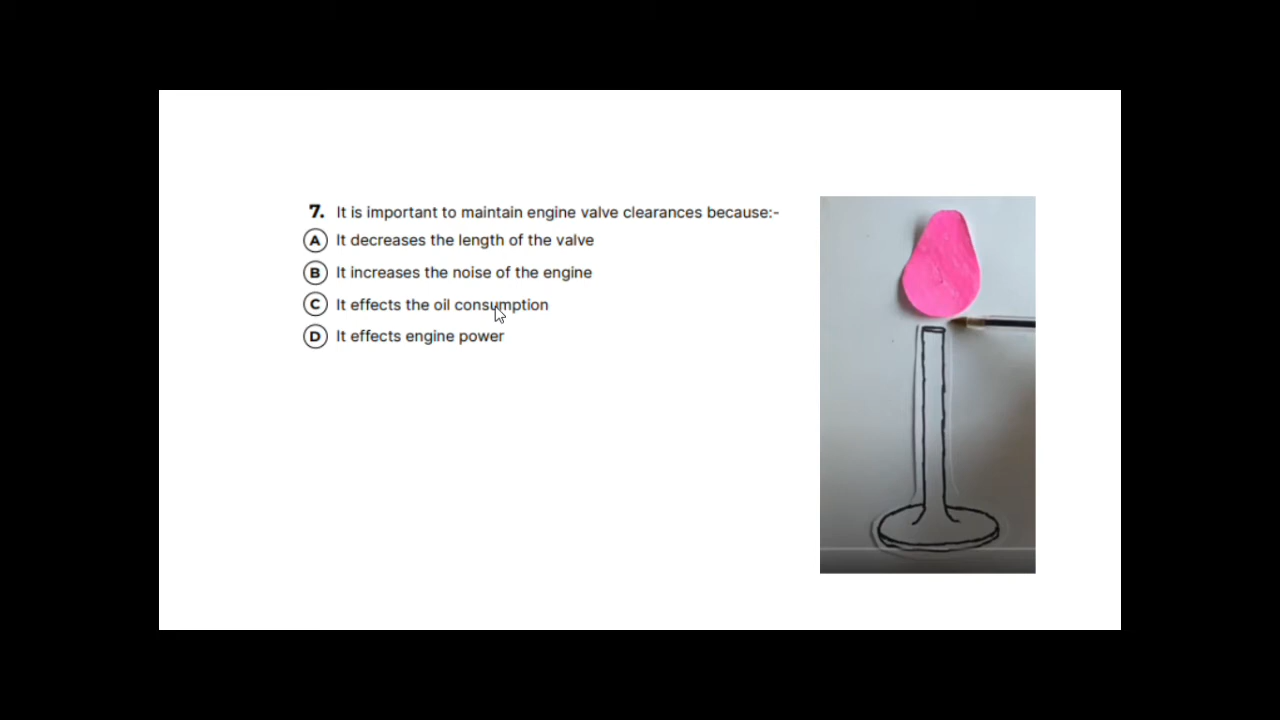 7. It is important to maintain engine valve clearances because:-
A It decreases the length of the valve
B It increases the noise of the engine
C It effects the oil consumption
D It effects engine power